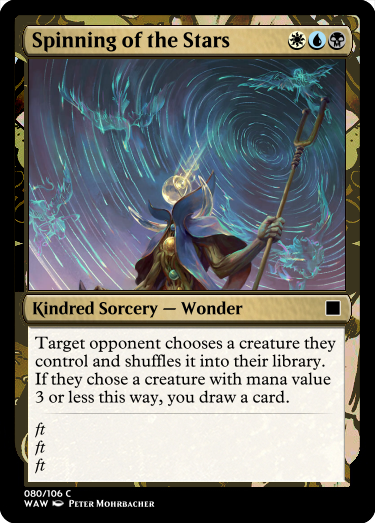 Spinning of the Stars
Kindred Sorcery — Wonder
Target opponent chooses a creature they
control and shuffles it into their library.
If they chose a creature with mana value
3 or less this way, you draw a card.
ft
ft
ft
080/106 C
WAW Peter Mohrbacher